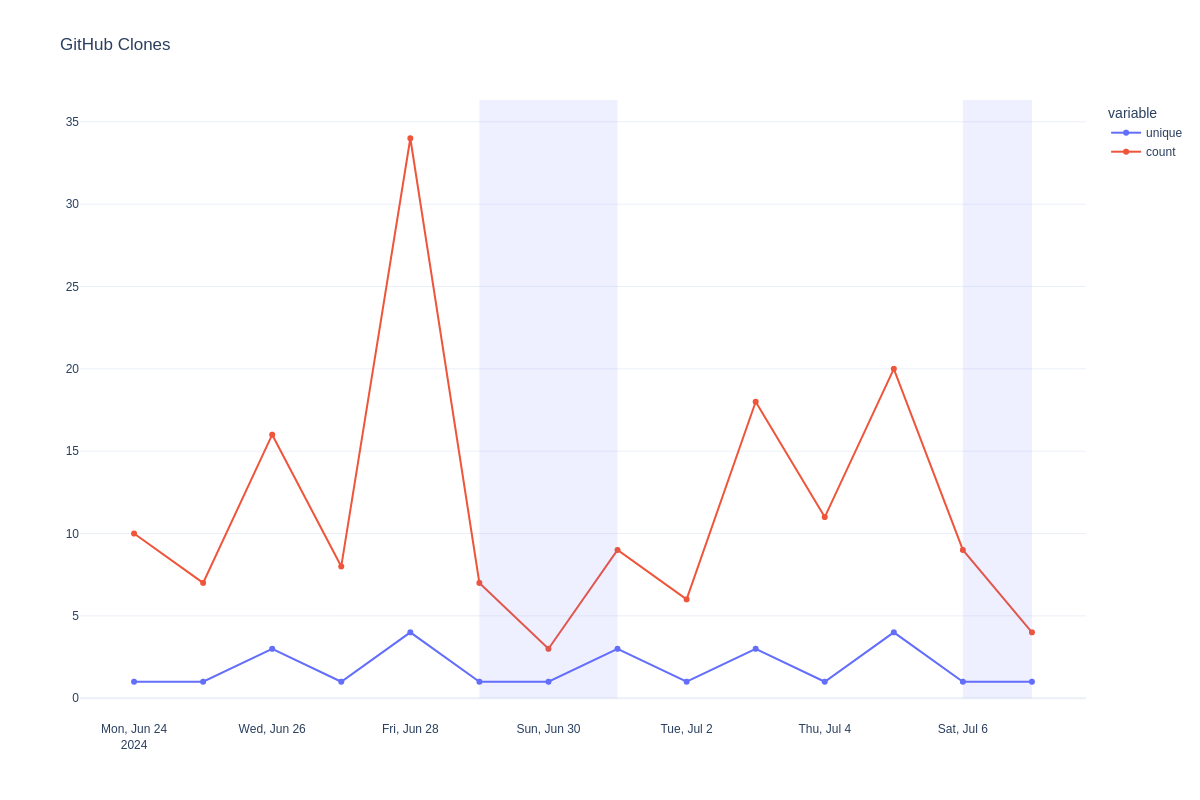 GitHub Clones
variable
unique
count
35
30
25
20
15
10
5
0
Mon, Jun 24
2024
Wed, Jun 26
Fri, Jun 28
Sun, Jun 30
Tue, Jul 2
Thu, Jul 4
Sat, Jul 6